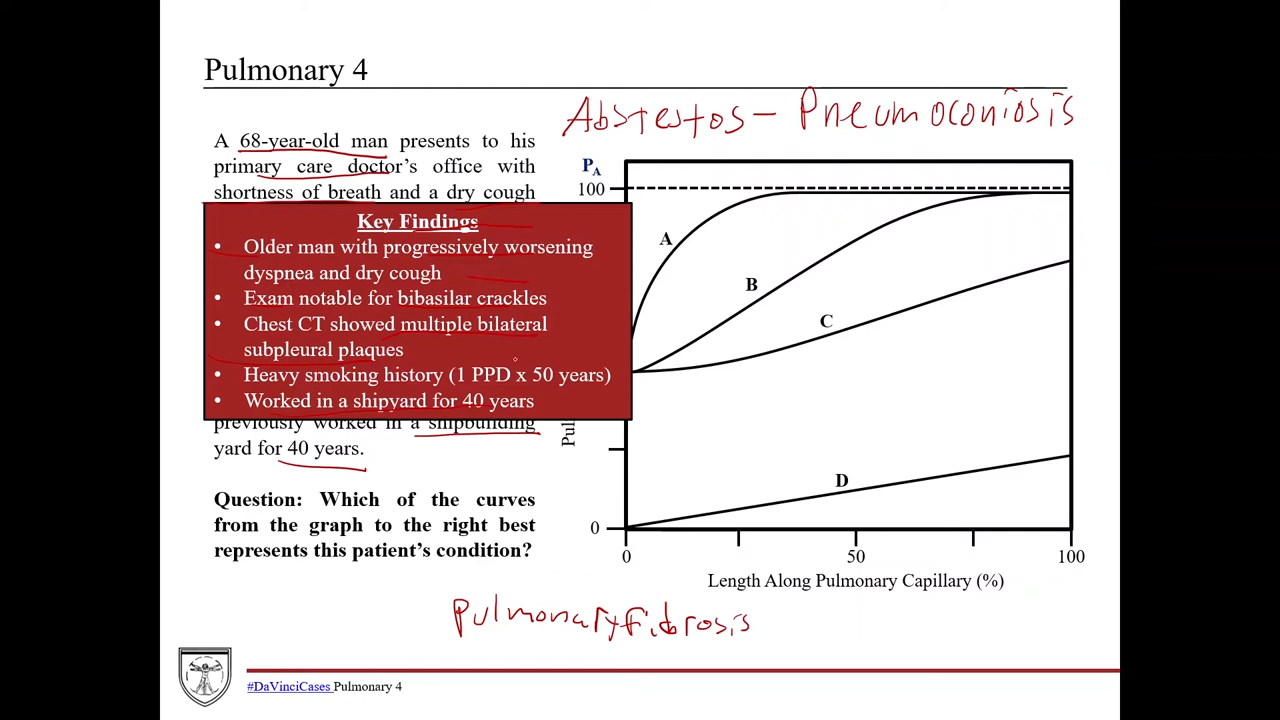 Pulmonary 4
Abstestos - Pneumoconiosis
A 68-year-old man presents to his
primary care doctor's office with
shortness of breath and a dry cough
Key Findings
• Older man with progressively worsening
dyspnea and dry cough
• Exam notable for bibasilar crackles
• Chest CT showed multiple bilateral
subpleural plaques
• Heavy smoking history (1 PPD x 50 years)
• Worked in a shipyard for 40 years
previously worked in a shipbuilding
yard for 40 years.
Question: Which of the curves
from the graph to the right best
represents this patient's condition?
PA
100
A
B
C
Pul
D
0
0
50
100
Length Along Pulmonary Capillary (%)
Pulmonary fibrosis
#DaVinciCases Pulmonary 4